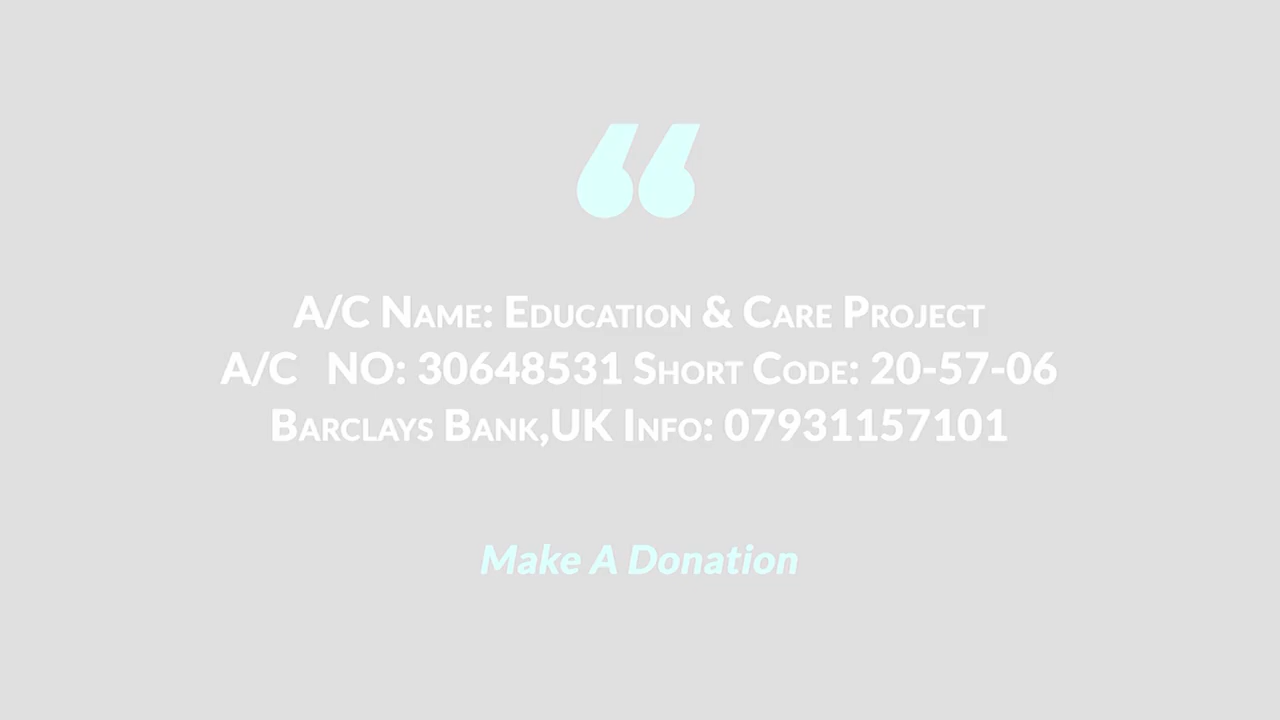 “
A/C Name: Education & Care Project
A/C NO: 30648531 Short Code: 20-57-06
Barclays Bank,UK Info: 07931157101
Make A Donation